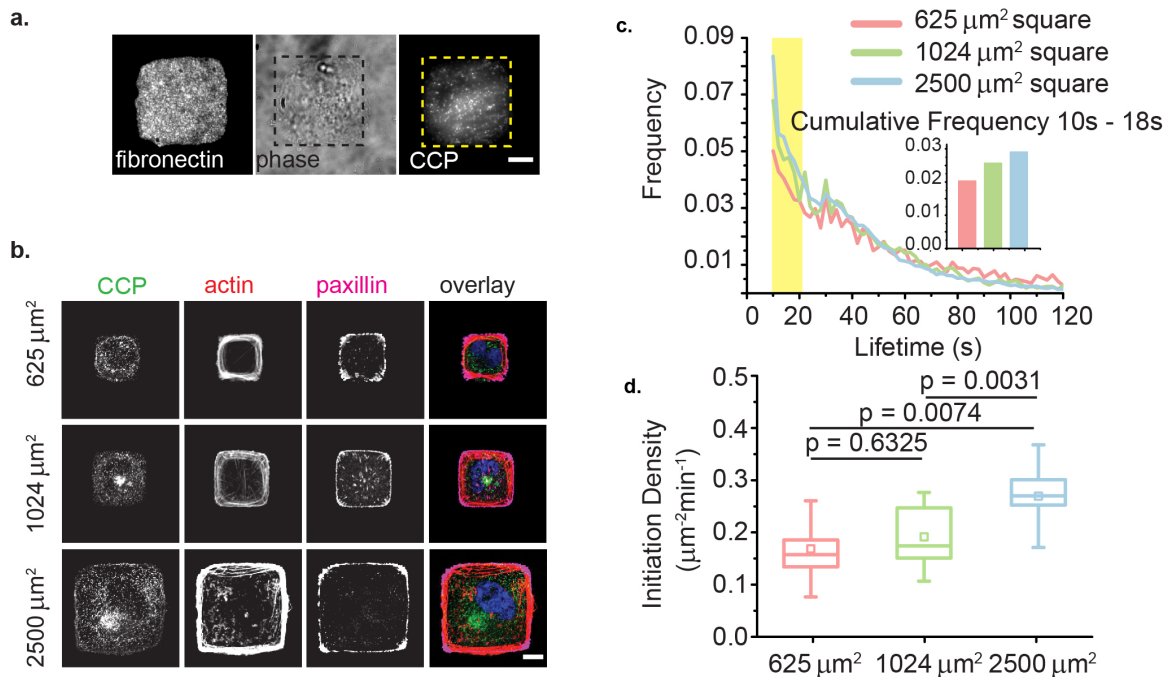 a.
fibronectin
phase
CCP
b.
CCP
actin
paxillin
overlay
625 μm²
1024 μm²
2500 μm²
c.
625 μm² square
1024 μm² square
2500 μm² square
Cumulative Frequency 10s - 18s
0.03
0.02
0.01
0.00
0.09
0.07
0.05
0.03
0.01
Frequency
0 20 40 60 80 100 120
Lifetime (s)
d.
p = 0.0031
p = 0.0074
p = 0.6325
0.5
0.4
0.3
0.2
0.1
0.0
Initiation Density
(μm⁻²min⁻¹)
625 μm² 1024 μm² 2500 μm²